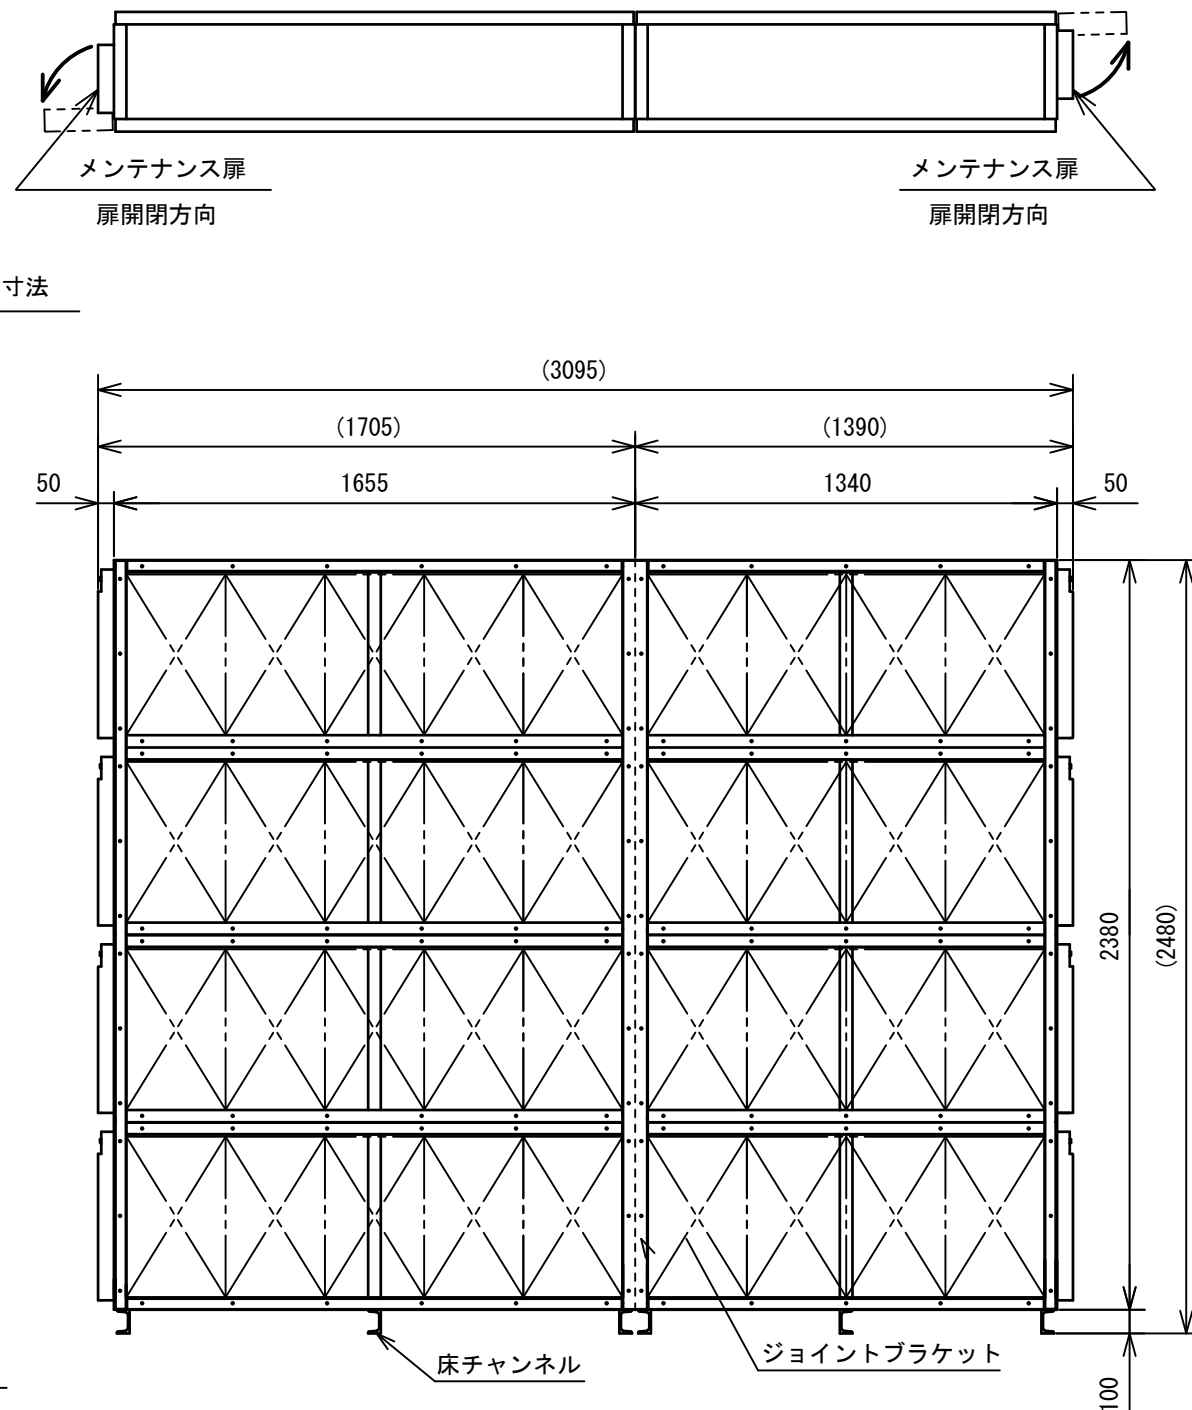 メンテナンス扉
扉開閉方向
メンテナンス扉
扉開閉方向
寸法
(3095)
(1705)
(1390)
50
1655
1340
50
2380
(2480)
床チャンネル
ジョイントブラケット
100